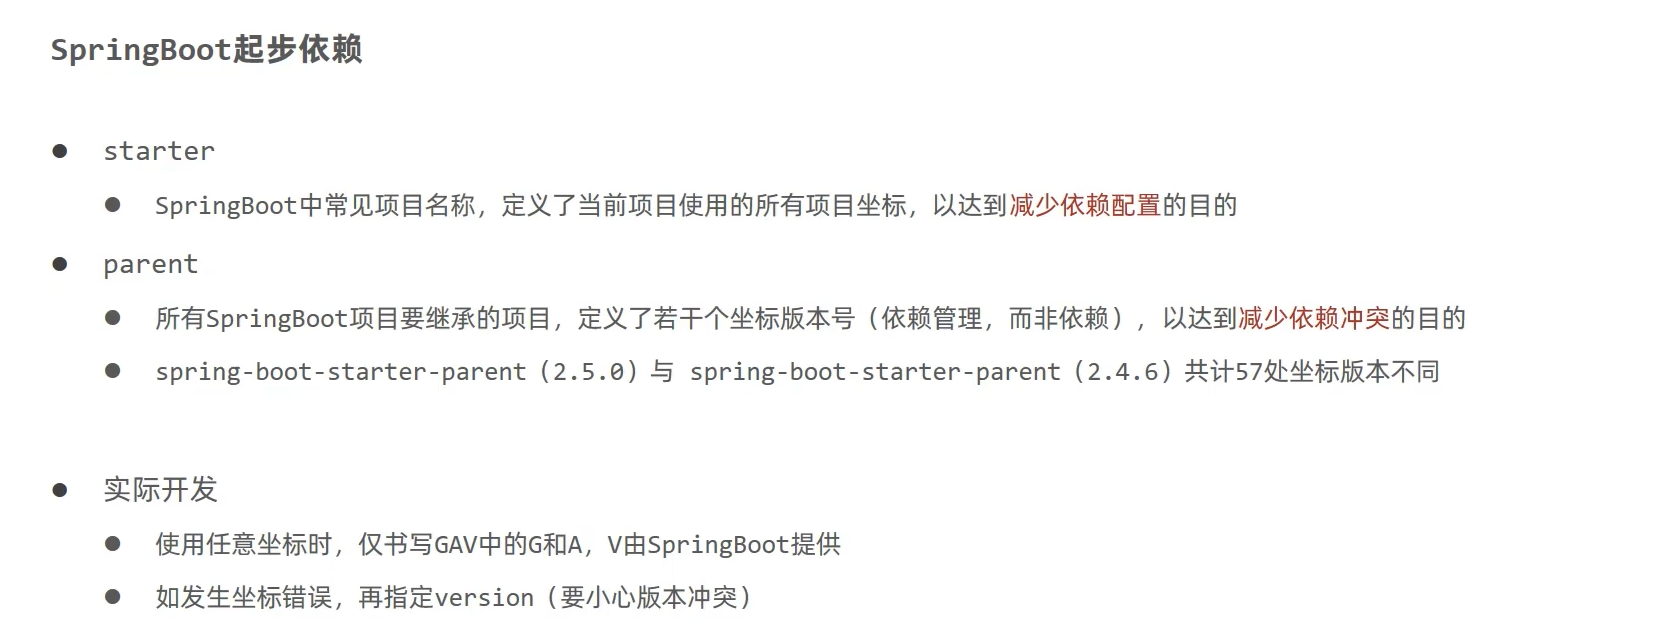 SpringBoot起步依赖
starter
SpringBoot中常见项目名称，定义了当前项目使用的所有项目坐标，以达到减少依赖配置的目的
parent
所有SpringBoot项目要继承的项目，定义了若干个坐标版本号（依赖管理，而非依赖），以达到减少依赖冲突的目的
spring-boot-starter-parent（2.5.0）与 spring-boot-starter-parent（2.4.6）共计57处坐标版本不同
实际开发
使用任意坐标时，仅书写GAV中的G和A，V由SpringBoot提供
如发生坐标错误，再指定version（要小心版本冲突）